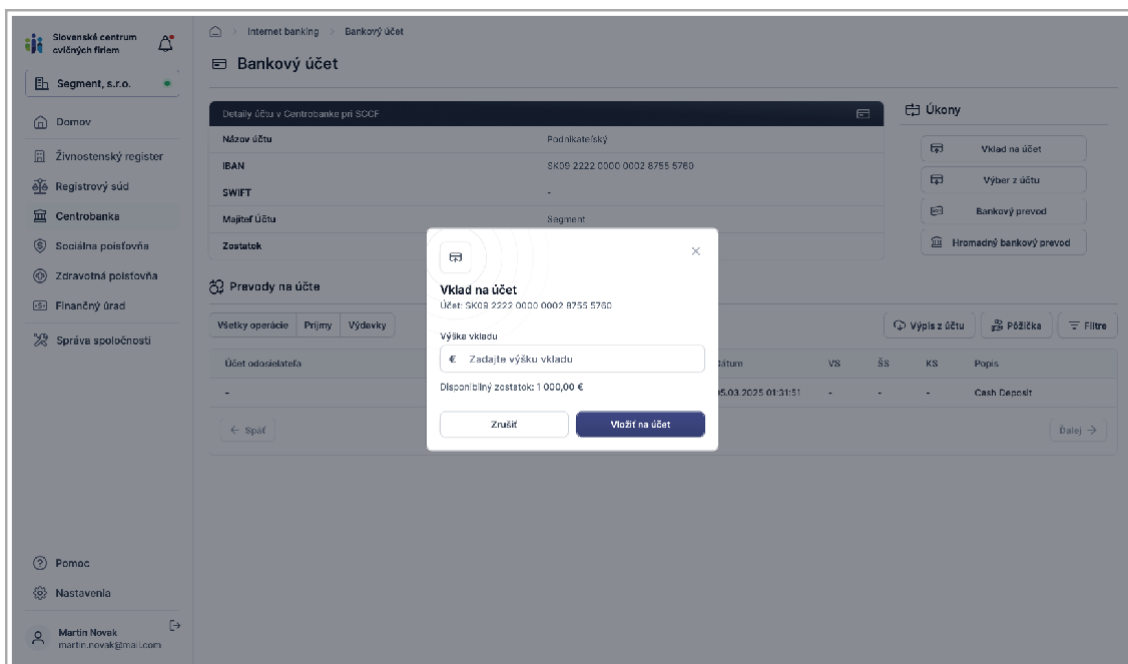 Slovenské centrum
cvičných firiem
Segment, s.r.o.
Domov
Živnostenský register
Registrový súd
Centrobanka
Sociálna poisťovňa
Zdravotná poisťovňa
Finančný úrad
Správa spoločnosti
Pomoc
Nastavenia
Martin Novak
martin.novak@mail.com
Internet banking > Bankový účet
Bankový účet
Detaily účtu v Centrobanke pri SCCF
Názov účtu Podnikateľský
IBAN SK09 2222 0000 0002 8755 5760
SWIFT -
Majiteľ Účtu Segment
Zostatok
Úkony
Vklad na účet
Výber z účtu
Bankový prevod
Hromadný bankový prevod
Prevody na účte
Všetky operácie Príjmy Výdavky
Výpis z účtu Pôžička Filtre
Účet odosielateľa Dátum VS ŠS KS Popis
- 05.03.2025 01:31:51 - - - Cash Deposit
← Späť Ďalej →
Vklad na účet
Účet: SK09 2222 0000 0002 8755 5760
Výška vkladu
€ Zadajte výšku vkladu
Disponibilný zostatok: 1 000,00 €
Zrušiť Vložiť na účet